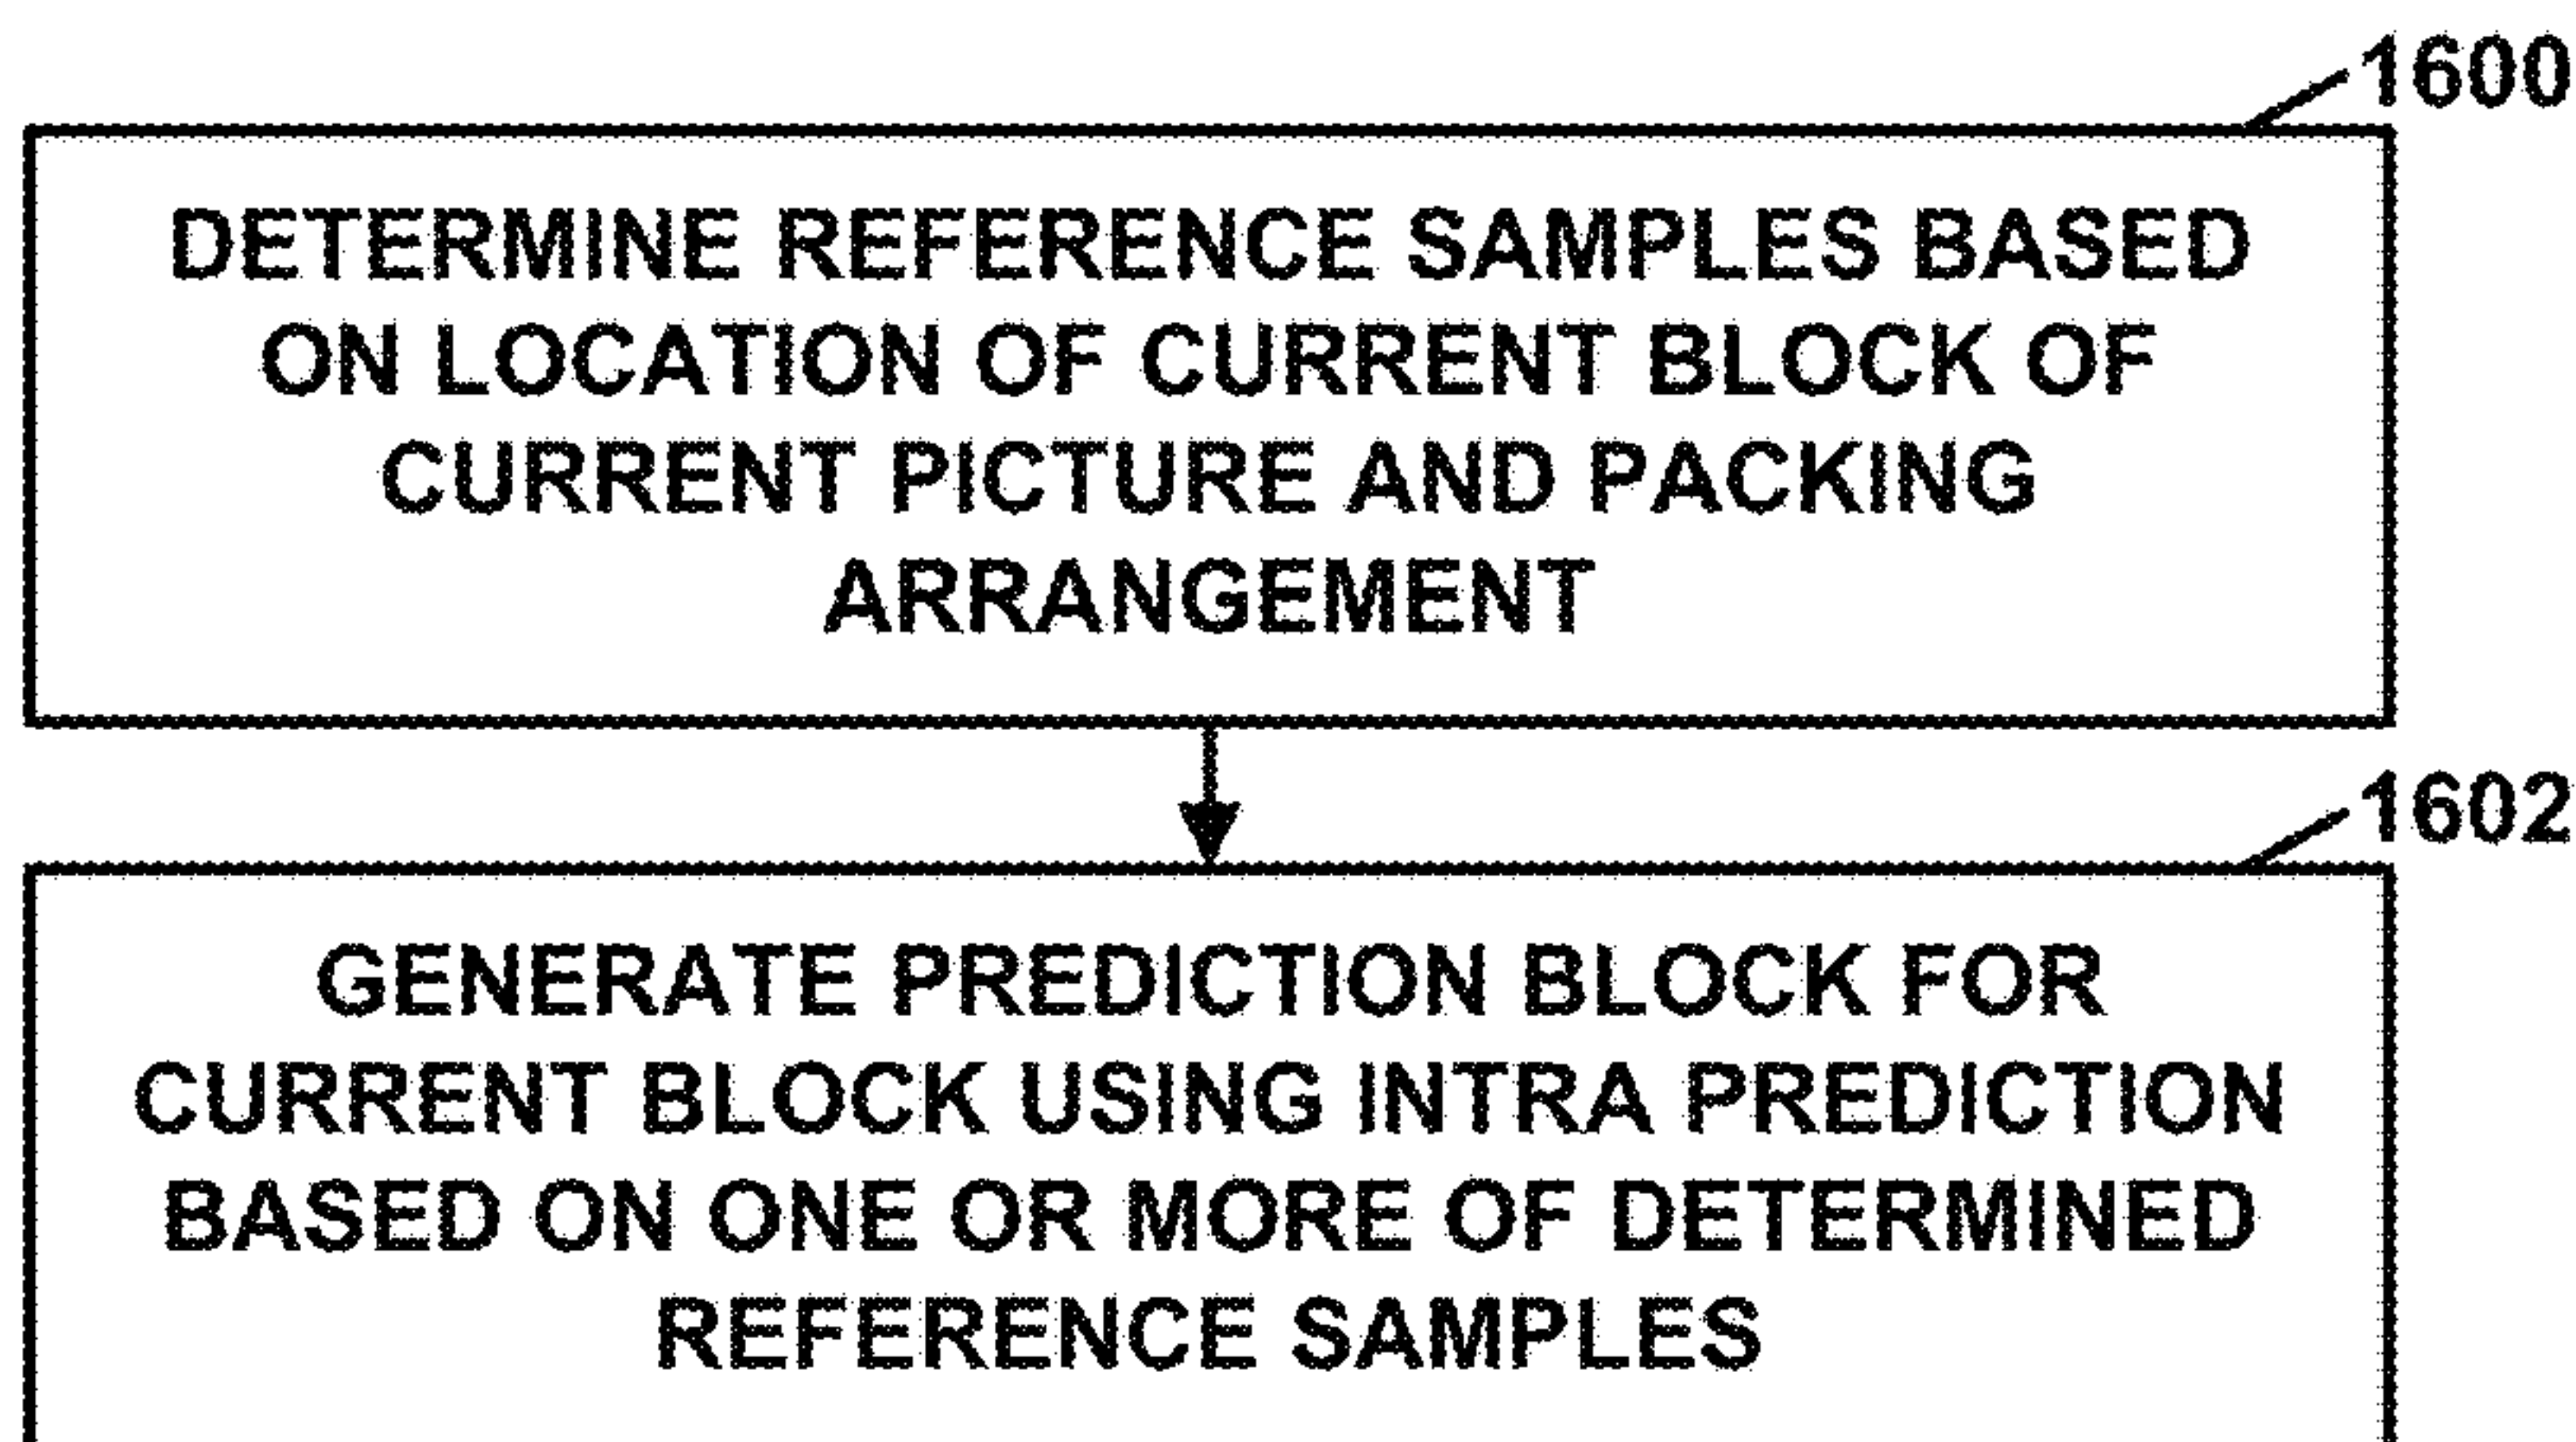 1600
DETERMINE REFERENCE SAMPLES BASED
ON LOCATION OF CURRENT BLOCK OF
CURRENT PICTURE AND PACKING
ARRANGEMENT
1602
GENERATE PREDICTION BLOCK FOR
CURRENT BLOCK USING INTRA PREDICTION
BASED ON ONE OR MORE OF DETERMINED
REFERENCE SAMPLES